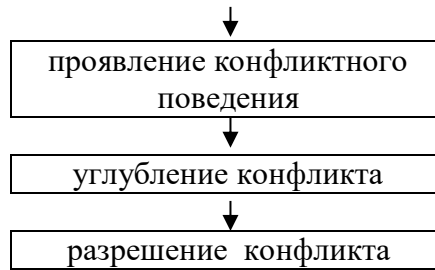 проявление конфликтного
поведения
углубление конфликта
разрешение конфликта